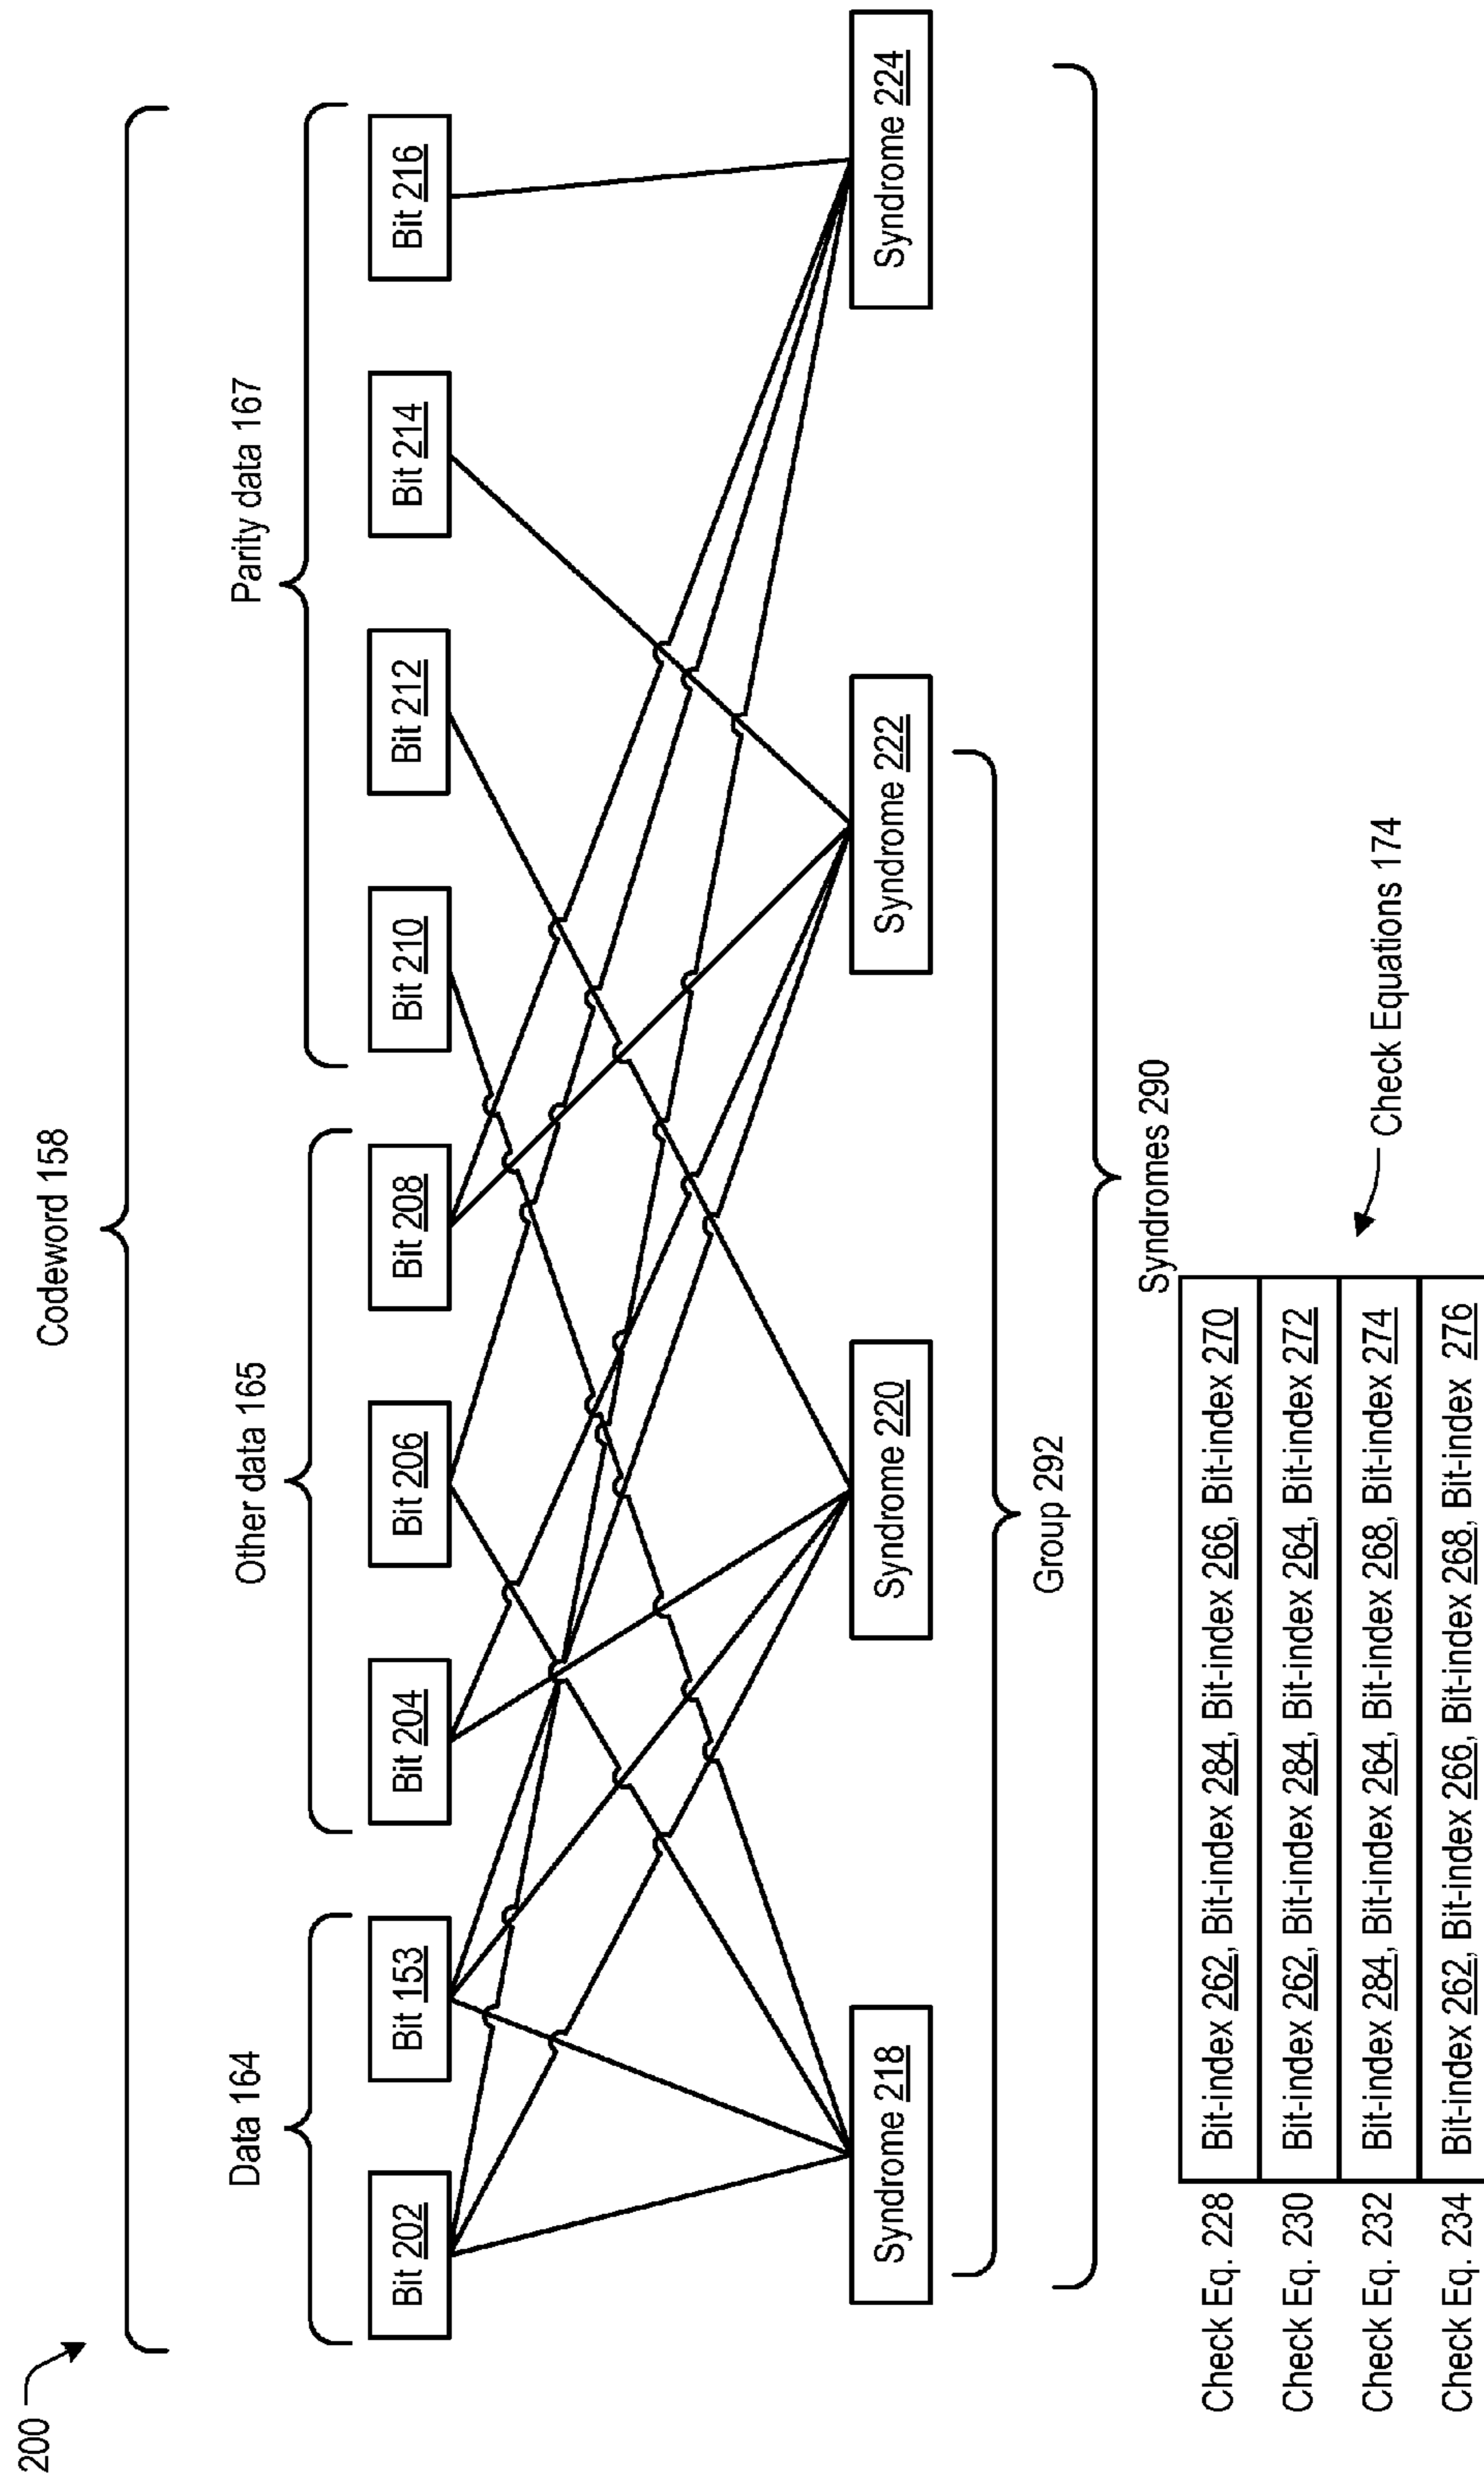 200
Codeword 158
Data 164
Other data 165
Parity data 167
Bit 202
Bit 153
Bit 204
Bit 206
Bit 208
Bit 210
Bit 212
Bit 214
Bit 216
Syndrome 218
Syndrome 220
Syndrome 222
Syndrome 224
Group 292
Syndromes 290
Check Eq. 228
Bit-index 262, Bit-index 284, Bit-index 266, Bit-index 270
Check Eq. 230
Bit-index 262, Bit-index 284, Bit-index 264, Bit-index 272
Check Eq. 232
Bit-index 284, Bit-index 264, Bit-index 268, Bit-index 274
Check Eq. 234
Bit-index 262, Bit-index 266, Bit-index 268, Bit-index 276
Check Equations 174